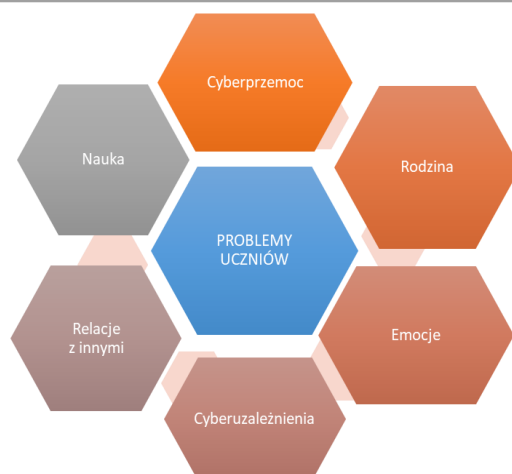 Cyberprzemoc
Nauka
Rodzina
PROBLEMY
UCZNIÓW
Relacje
z innymi
Emocje
Cyberuzależnienia